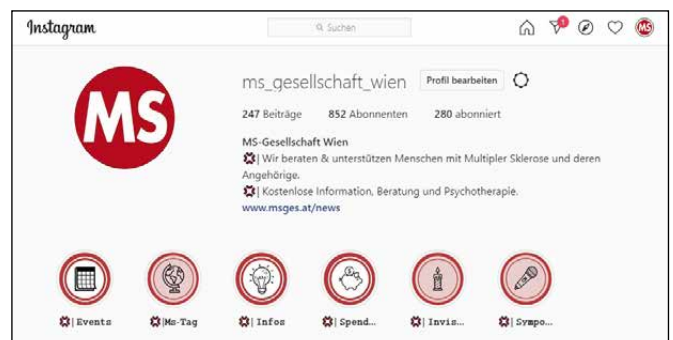 Instagram
Suchen
1
MS
MS
ms_gesellschaft_wien Profil bearbeiten
247 Beiträge 852 Abonnenten 280 abonniert
MS-Gesellschaft Wien
| Wir beraten & unterstützen Menschen mit Multipler Sklerose und deren
Angehörige.
| Kostenlose Information, Beratung und Psychotherapie.
www.msges.at/news
| Events |Ms-Tag | Infos | Spend... | Invis... | Sympo...